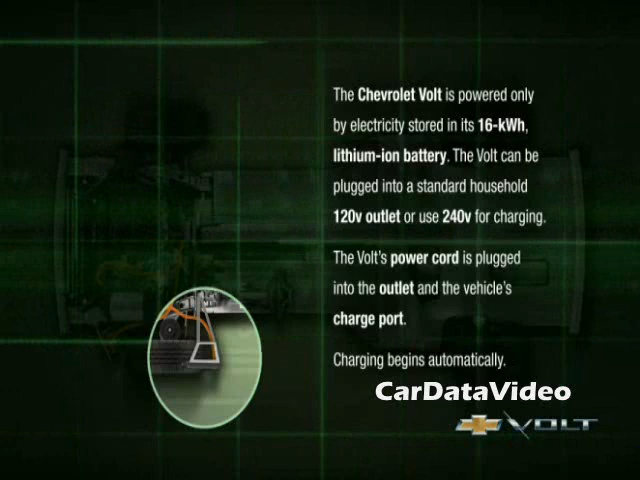 The Chevrolet Volt is powered only
by electricity stored in its 16-kWh,
lithium-ion battery. The Volt can be
plugged into a standard household
120v outlet or use 240v for charging.
The Volt's power cord is plugged
into the outlet and the vehicle's
charge port.
Charging begins automatically.
CarDataVideo
VOLT